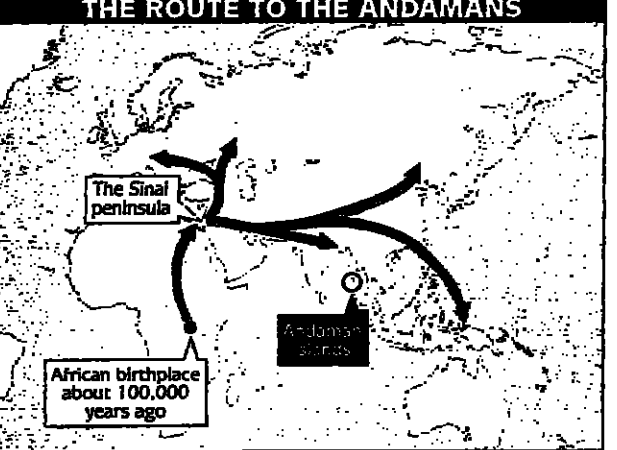 THE ROUTE TO THE ANDAMANS
The Sinai
peninsula
Andaman
islands
African birthplace
about 100,000
years ago